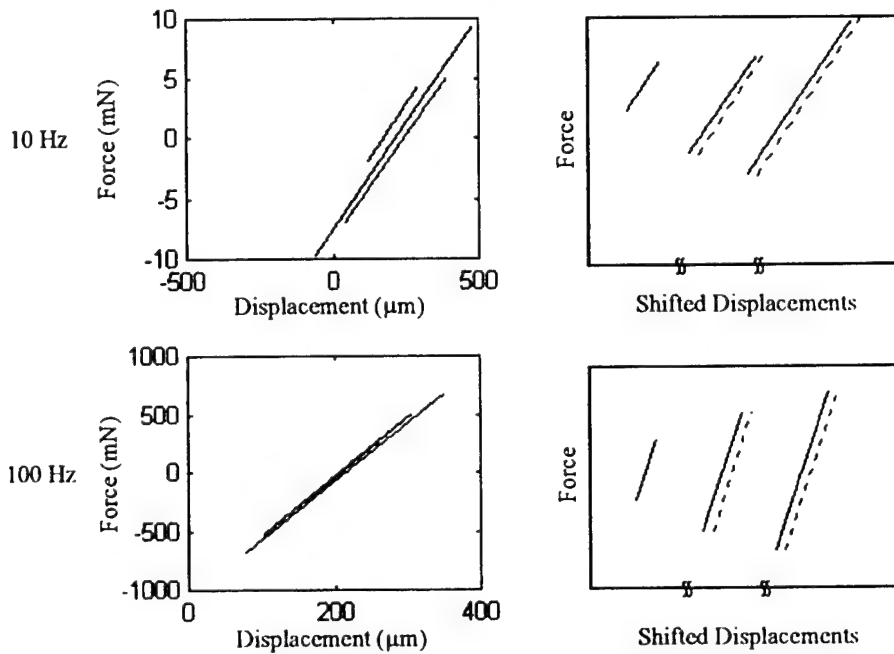 10 Hz
Force (mN)
10
5
0
-5
-10
-500
0
500
Displacement (μm)
Force
Shifted Displacements
100 Hz
Force (mN)
1000
500
0
-500
-1000
0
200
400
Displacement (μm)
Force
Shifted Displacements